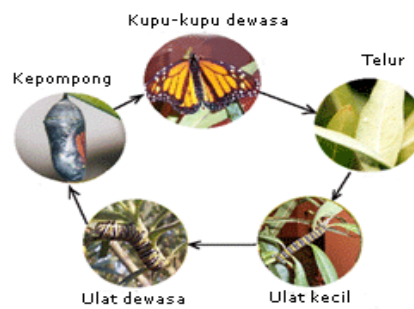 Kupu-kupu dewasa
Telur
Kepompong
Ulat dewasa
Ulat kecil